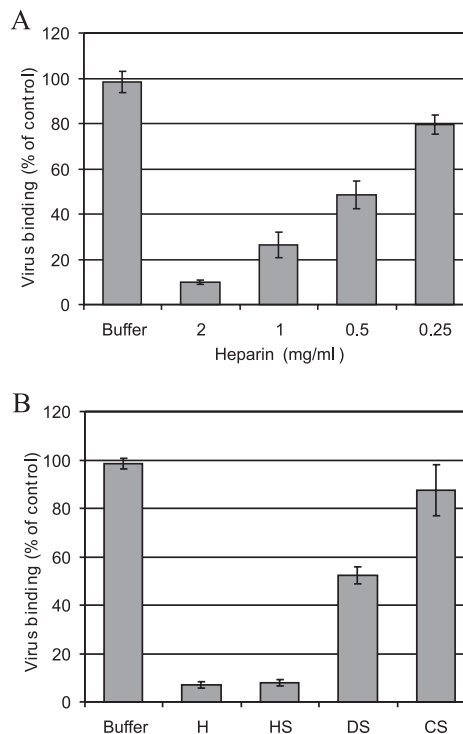 A
Virus binding (% of control)
120
100
80
60
40
20
0
Buffer 2 1 0.5 0.25
Heparin (mg/ml)
B
Virus binding (% of control)
120
100
80
60
40
20
0
Buffer H HS DS CS